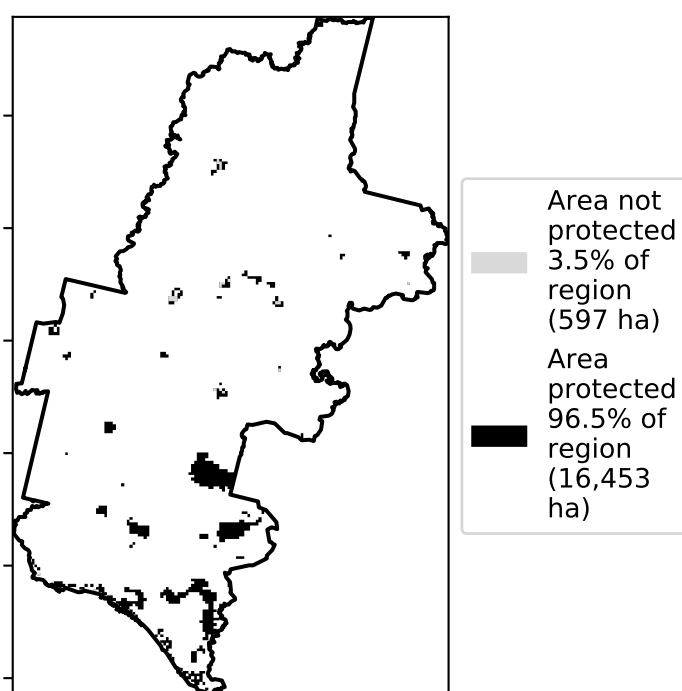 Area not
protected
3.5% of
region
(597 ha)
Area
protected
96.5% of
region
(16,453
ha)